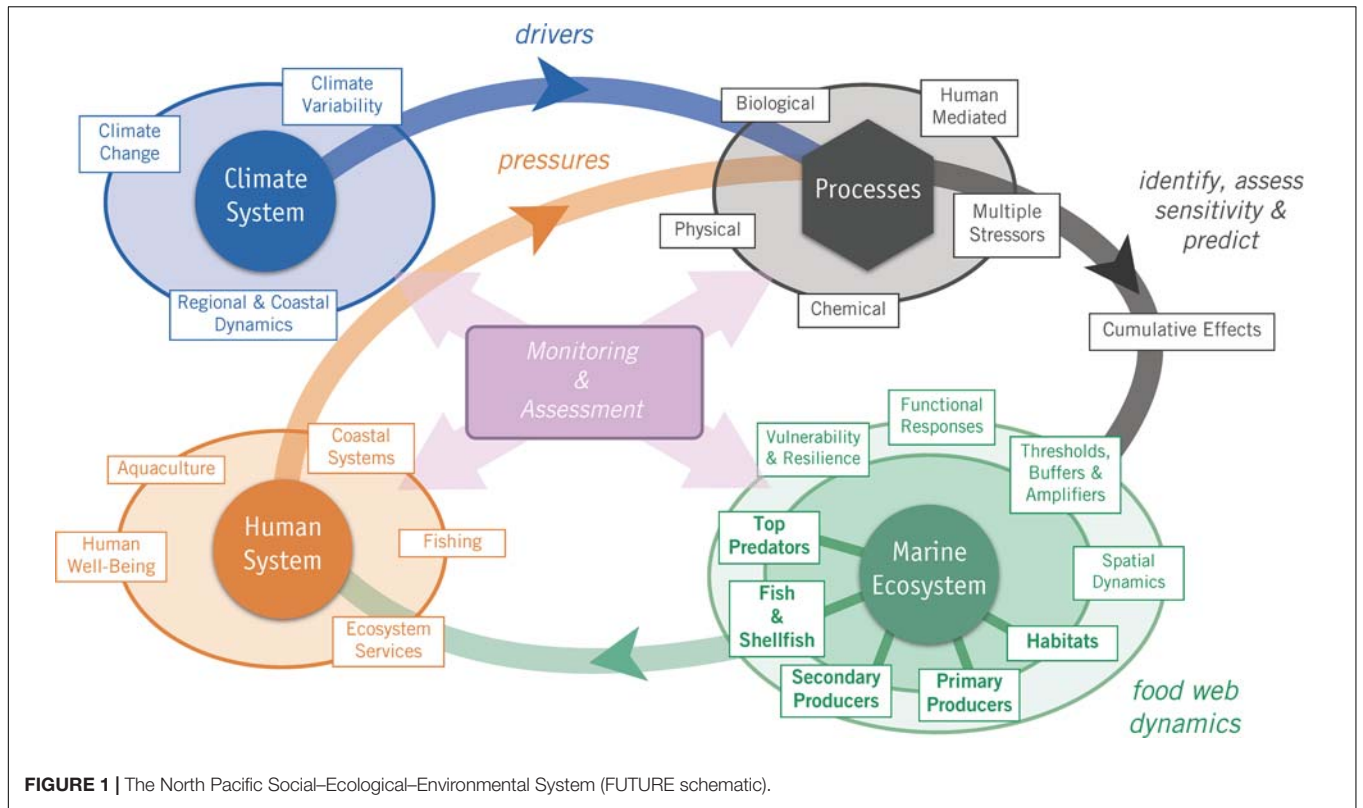 drivers
Climate
Variability
Climate
Change
Climate
System
Regional & Coastal
Dynamics
pressures
Biological
Human
Mediated
Processes
Physical
Multiple
Stressors
Chemical
identify, assess
sensitivity &
predict
Cumulative Effects
Monitoring
&
Assessment
Coastal
Systems
Aquaculture
Human
Well-Being
Human
System
Fishing
Ecosystem
Services
Functional
Responses
Vulnerability
& Resilience
Thresholds,
Buffers &
Amplifiers
Top
Predators
Marine
Ecosystem
Spatial
Dynamics
Fish
&
Shellfish
Habitats
Secondary
Producers
Primary
Producers
food web
dynamics
FIGURE 1 | The North Pacific Social–Ecological–Environmental System (FUTURE schematic).